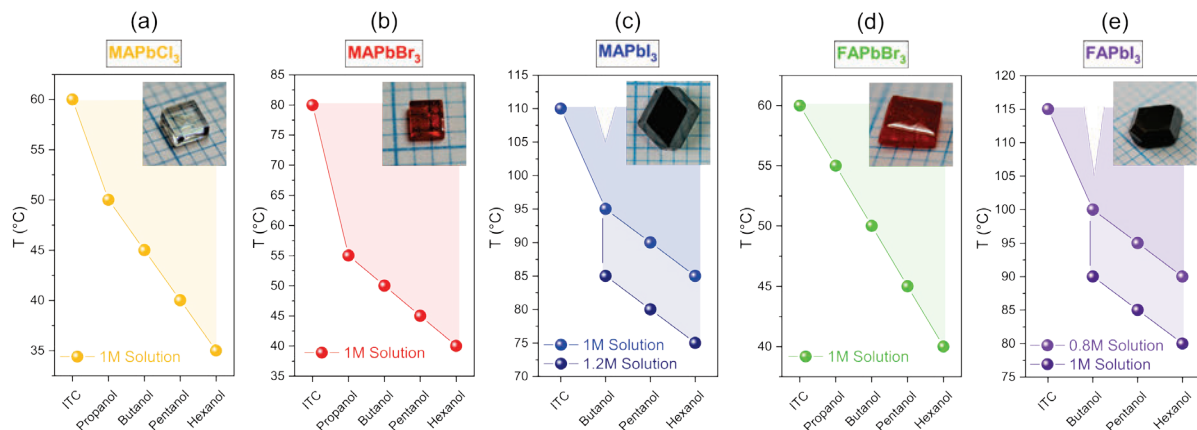 (a)
MAPbCl₃
T (°C)
60
50
45
40
35
1M Solution
ITC
Propanol
Butanol
Pentanol
Hexanol
(b)
MAPbBr₃
T (°C)
85
80
75
70
65
60
55
50
45
40
35
1M Solution
ITC
Propanol
Butanol
Pentanol
Hexanol
(c)
MAPbI₃
T (°C)
115
110
105
100
95
90
85
80
75
70
1M Solution
1.2M Solution
ITC
Butanol
Pentanol
Hexanol
(d)
FAPbBr₃
T (°C)
60
55
50
45
40
1M Solution
ITC
Propanol
Butanol
Pentanol
Hexanol
(e)
FAPbI₃
T (°C)
120
115
110
105
100
95
90
85
80
75
0.8M Solution
1M Solution
ITC
Butanol
Pentanol
Hexanol